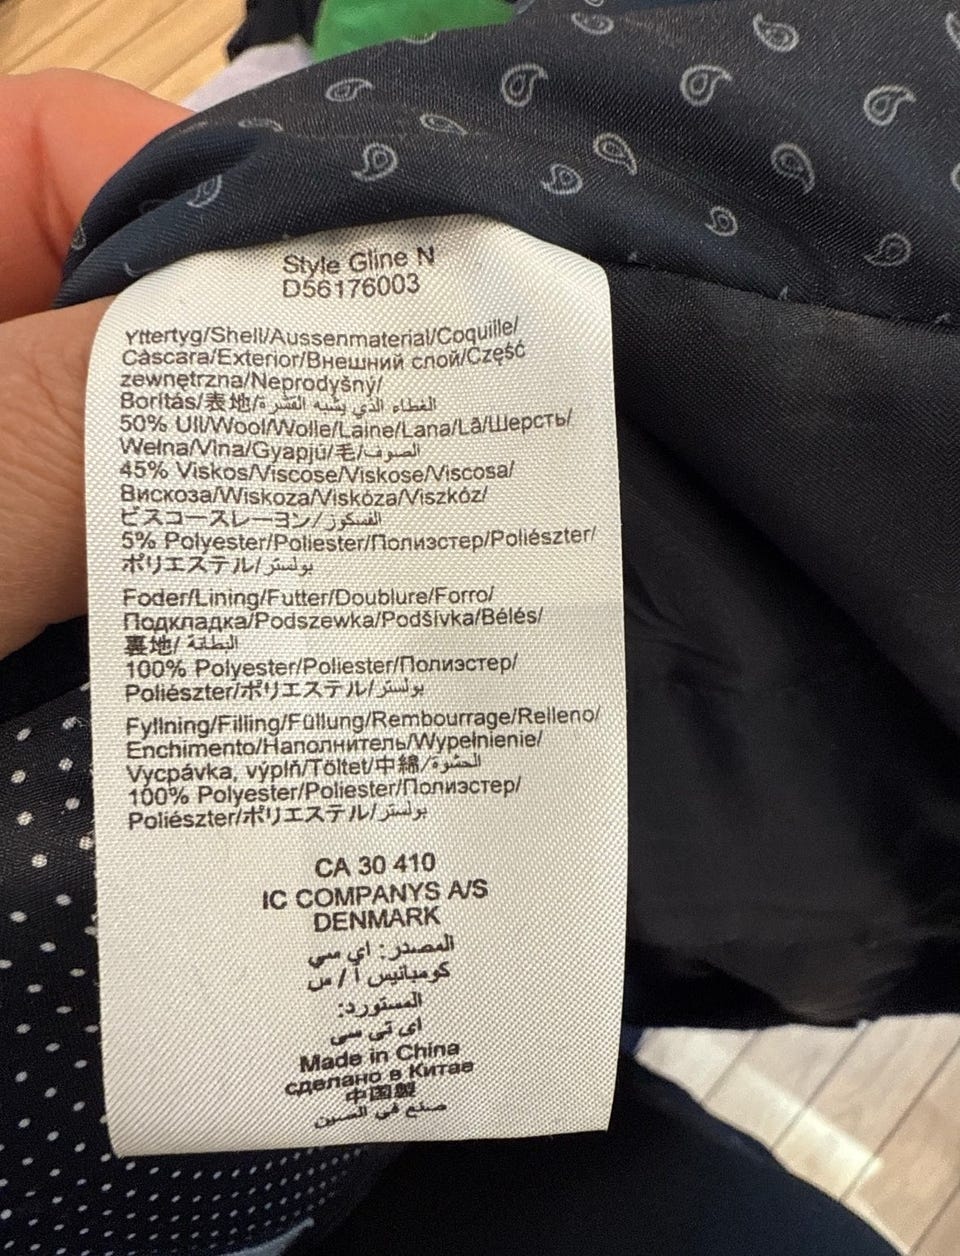 Style Gline N
D56176003
Yttertyg/Shell/Aussenmaterial/Coquille/
Cáscara/Exterior/Внешний слой/Część
zewnętrzna/Neprodyšný/
Borítás/表地/الغطاء الذي يشبه القشرة
50% Ull/Wool/Wolle/Laine/Lana/Lã/Шерсть/
Wełna/Vlna/Gyapjú/毛/الصوف
45% Viskos/Viscose/Viskose/Viscosa/
Вискоза/Wiskoza/Viskóza/Viszkóz/
ビスコースレーヨン/الفسكوز
5% Polyester/Poliester/Полиэстер/Poliészter/
ポリエステル/بولستر
Foder/Lining/Futter/Doublure/Forro/
Подкладка/Podszewka/Podšívka/Bélés/
裏地/البطانة
100% Polyester/Poliester/Полиэстер/
Poliészter/ポリエステル/بولستر
Fyllning/Filling/Füllung/Rembourrage/Relleno/
Enchimento/Наполнитель/Wypełnienie/
Vycpávka, výplň/Töltet/中綿/الحشوة
100% Polyester/Poliester/Полиэстер/
Poliészter/ポリエステル/بولستر
CA 30 410
IC COMPANYS A/S
DENMARK
المصدر: اي سي
كومبانيس أ / س
المستورد:
اى تى سى
Made in China
сделано в Китае
中国製
صنع في الصين